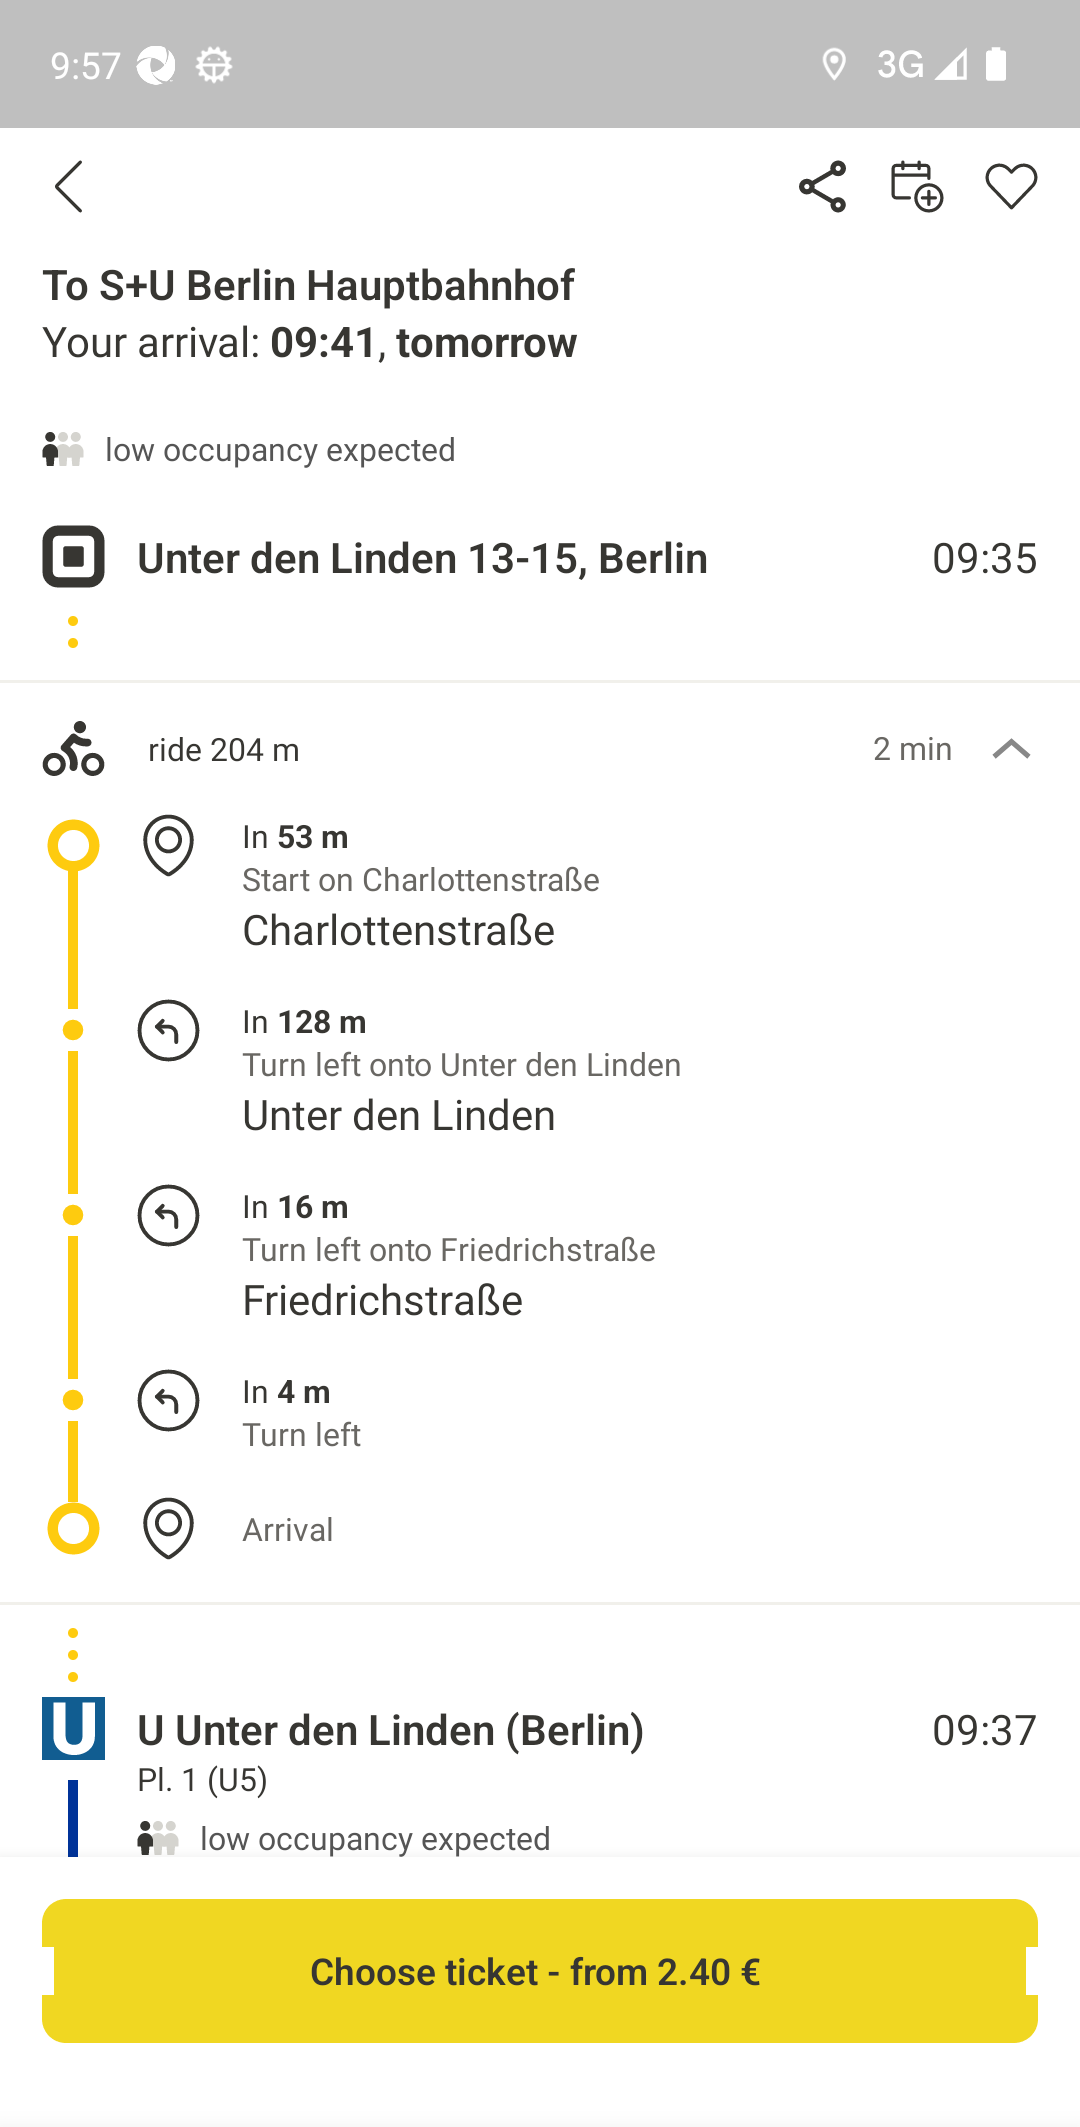 9:57
3G
To S+U Berlin Hauptbahnhof
Your arrival: 09:41, tomorrow
low occupancy expected
Unter den Linden 13-15, Berlin 09:35
ride 204 m 2 min
In 53 m
Start on Charlottenstraße
Charlottenstraße
In 128 m
Turn left onto Unter den Linden
Unter den Linden
In 16 m
Turn left onto Friedrichstraße
Friedrichstraße
In 4 m
Turn left
Arrival
U U Unter den Linden (Berlin) 09:37
Pl. 1 (U5)
low occupancy expected
Choose ticket - from 2.40 €